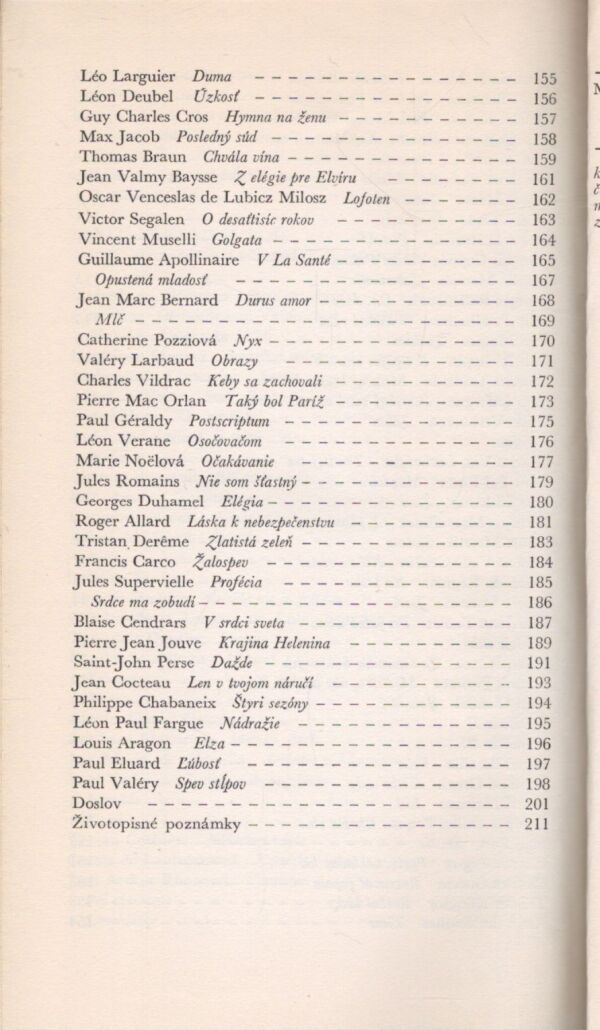 Léo Larguier Duma – – – – – – – – – – – – – – 155
Léon Deubel Úzkosť – – – – – – – – – – – – – – 156
Guy Charles Cros Hymna na ženu – – – – – – – – – – 157
Max Jacob Posledný súd – – – – – – – – – – – – – 158
Thomas Braun Chvála vína – – – – – – – – – – – – 159
Jean Valmy Baysse Z elégie pre Elvíru – – – – – – – – 161
Oscar Venceslas de Lubicz Milosz Lofoten – – – – – – 162
Victor Segalen O desaťtisíc rokov – – – – – – – – – – 163
Vincent Muselli Golgata – – – – – – – – – – – – – 164
Guillaume Apollinaire V La Santé – – – – – – – – – – 165
Opustená mladosť – – – – – – – – – – – – – – 167
Jean Marc Bernard Durus amor – – – – – – – – – – – 168
Mlč – – – – – – – – – – – – – – – – – – – 169
Catherine Pozziová Nyx – – – – – – – – – – – – – 170
Valéry Larbaud Obrazy – – – – – – – – – – – – 171
Charles Vildrac Keby sa zachovali – – – – – – – – – – 172
Pierre Mac Orlan Taký bol Paríž – – – – – – – – – – 173
Paul Géraldy Postscriptum – – – – – – – – – – – – 175
Léon Verane Osočovačom – – – – – – – – – – – – 176
Marie Noëlová Očakávanie – – – – – – – – – – – 177
Jules Romains Nie som šťastný – – – – – – – – – – – 179
Georges Duhamel Elégia – – – – – – – – – – – – – 180
Roger Allard Láska k nebezpečenstvu – – – – – – – – – 181
Tristan Derême Zlatistá zeleň – – – – – – – – – – – 183
Francis Carco Žalospev – – – – – – – – – – – – – 184
Jules Supervielle Profécia – – – – – – – – – – – – 185
Srdce ma zobudí – – – – – – – – – – – – – – – – 186
Blaise Cendrars V srdci sveta – – – – – – – – – – – 187
Pierre Jean Jouve Krajina Helenina – – – – – – – – – – 189
Saint-John Perse Dažde – – – – – – – – – – – – – 191
Jean Cocteau Len v tvojom náručí – – – – – – – – – – 193
Philippe Chabaneix Štyri sezóny – – – – – – – – – – 194
Léon Paul Fargue Nádražie – – – – – – – – – – – – 195
Louis Aragon Elza – – – – – – – – – – – – – – – 196
Paul Eluard Ľúbosť – – – – – – – – – – – – – – 197
Paul Valéry Spev stĺpov – – – – – – – – – – – – – 198
Doslov – – – – – – – – – – – – – – – – – – 201
Životopisné poznámky – – – – – – – – – – – – – – 211